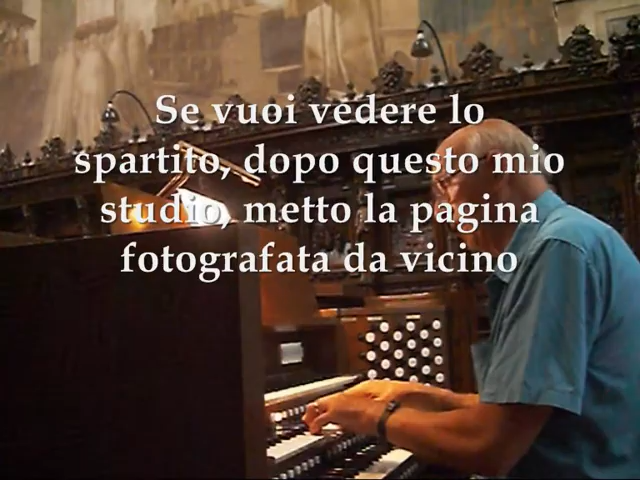 Se vuoi vedere lo
spartito, dopo questo mio
studio, metto la pagina
fotografata da vicino